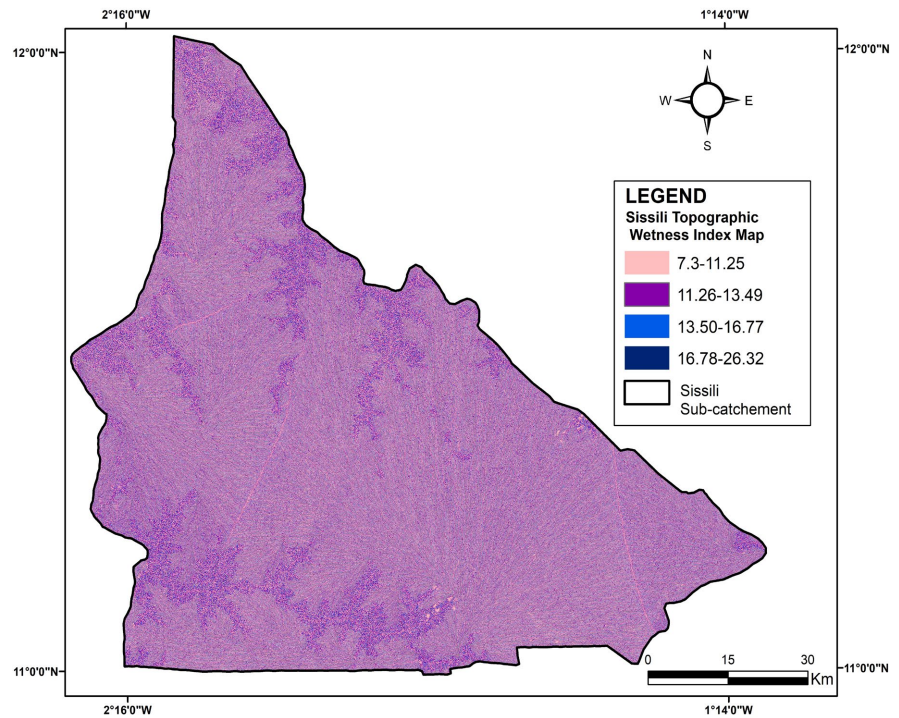 2°16'0"W
1°14'0"W
12°0'0"N
12°0'0"N
N
W
E
S
LEGEND
Sissili Topographic
Wetness Index Map
7.3-11.25
11.26-13.49
13.50-16.77
16.78-26.32
Sissili
Sub-catchement
11°0'0"N
11°0'0"N
0
15
30
Km
2°16'0"W
1°14'0"W